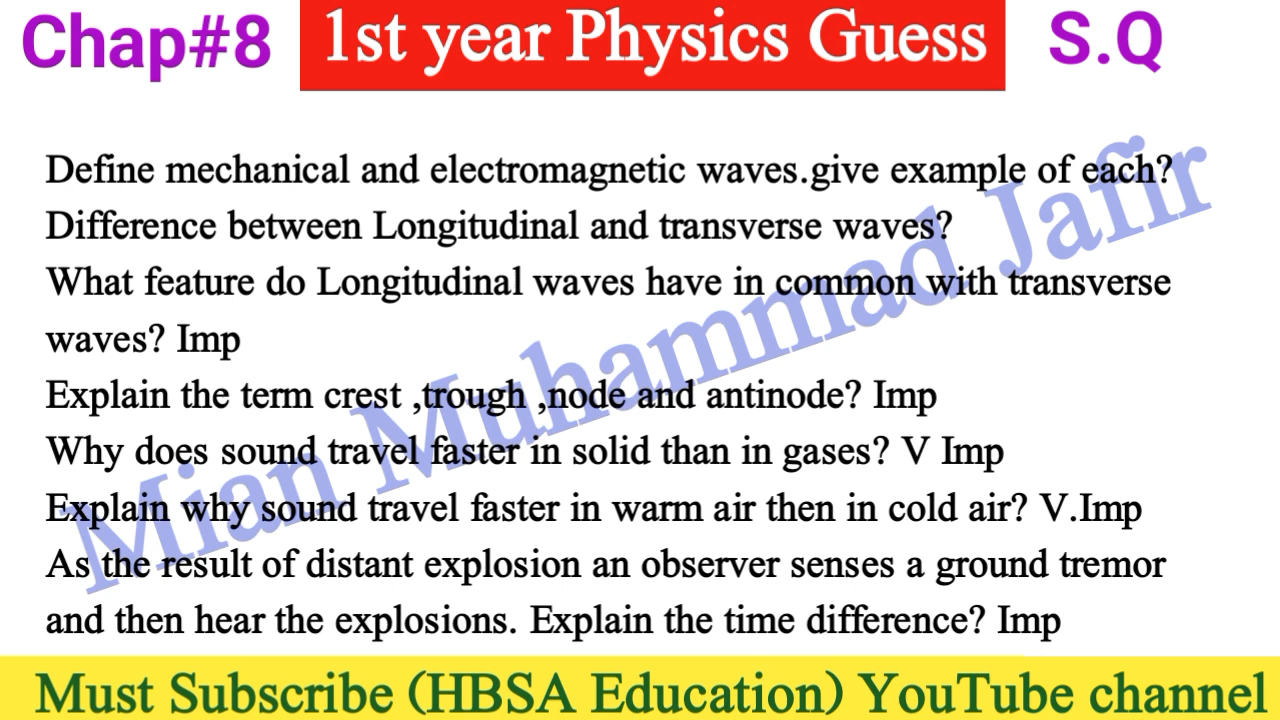 Chap#8 1st year Physics Guess S.Q
Define mechanical and electromagnetic waves.give example of each?
Difference between Longitudinal and transverse waves?
What feature do Longitudinal waves have in common with transverse
waves? Imp
Explain the term crest ,trough ,node and antinode? Imp
Why does sound travel faster in solid than in gases? V Imp
Explain why sound travel faster in warm air then in cold air? V.Imp
As the result of distant explosion an observer senses a ground tremor
and then hear the explosions. Explain the time difference? Imp
Mian Muhammad Jafir
Must Subscribe (HBSA Education) YouTube channel